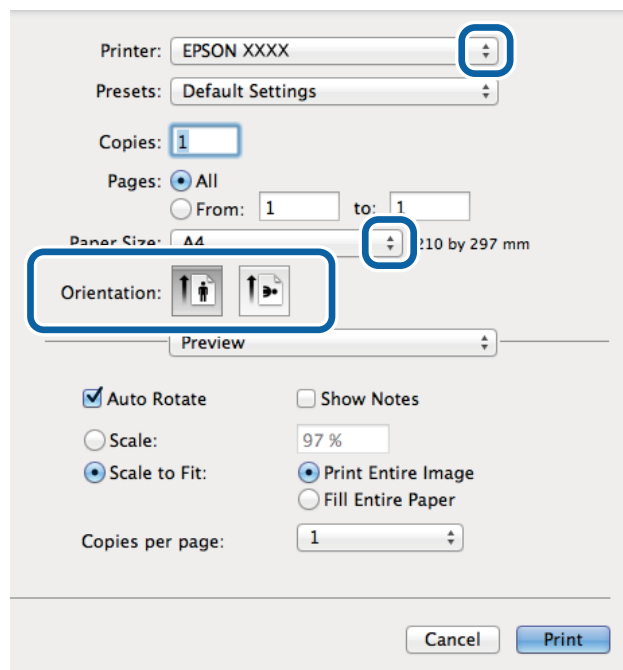 Printer: EPSON XXXX
Presets: Default Settings
Copies: 1
Pages: All
From: 1 to: 1
Paper Size: A4 210 by 297 mm
Orientation:
Preview
Auto Rotate Show Notes
Scale: 97 %
Scale to Fit: Print Entire Image
Fill Entire Paper
Copies per page: 1
Cancel Print